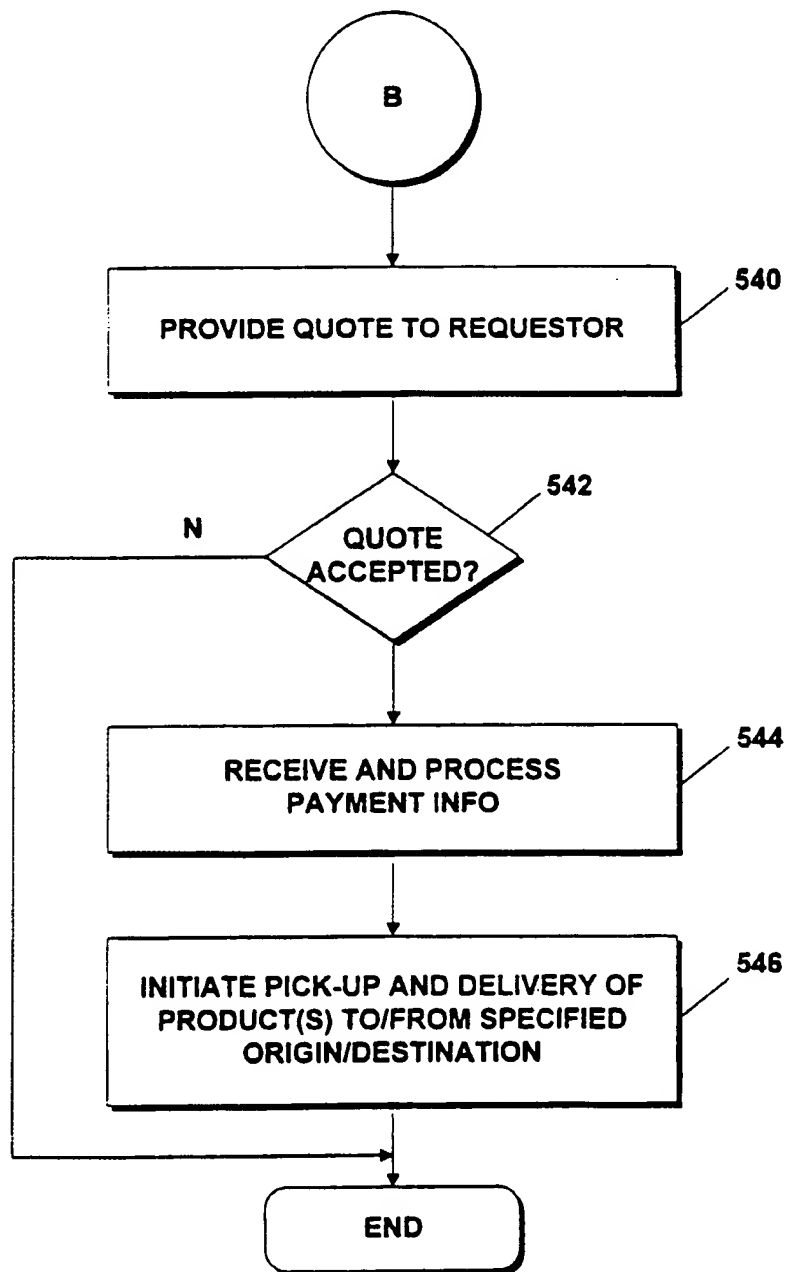 B
540
PROVIDE QUOTE TO REQUESTOR
542
N
QUOTE
ACCEPTED?
544
RECEIVE AND PROCESS
PAYMENT INFO
546
INITIATE PICK-UP AND DELIVERY OF
PRODUCT(S) TO/FROM SPECIFIED
ORIGIN/DESTINATION
END